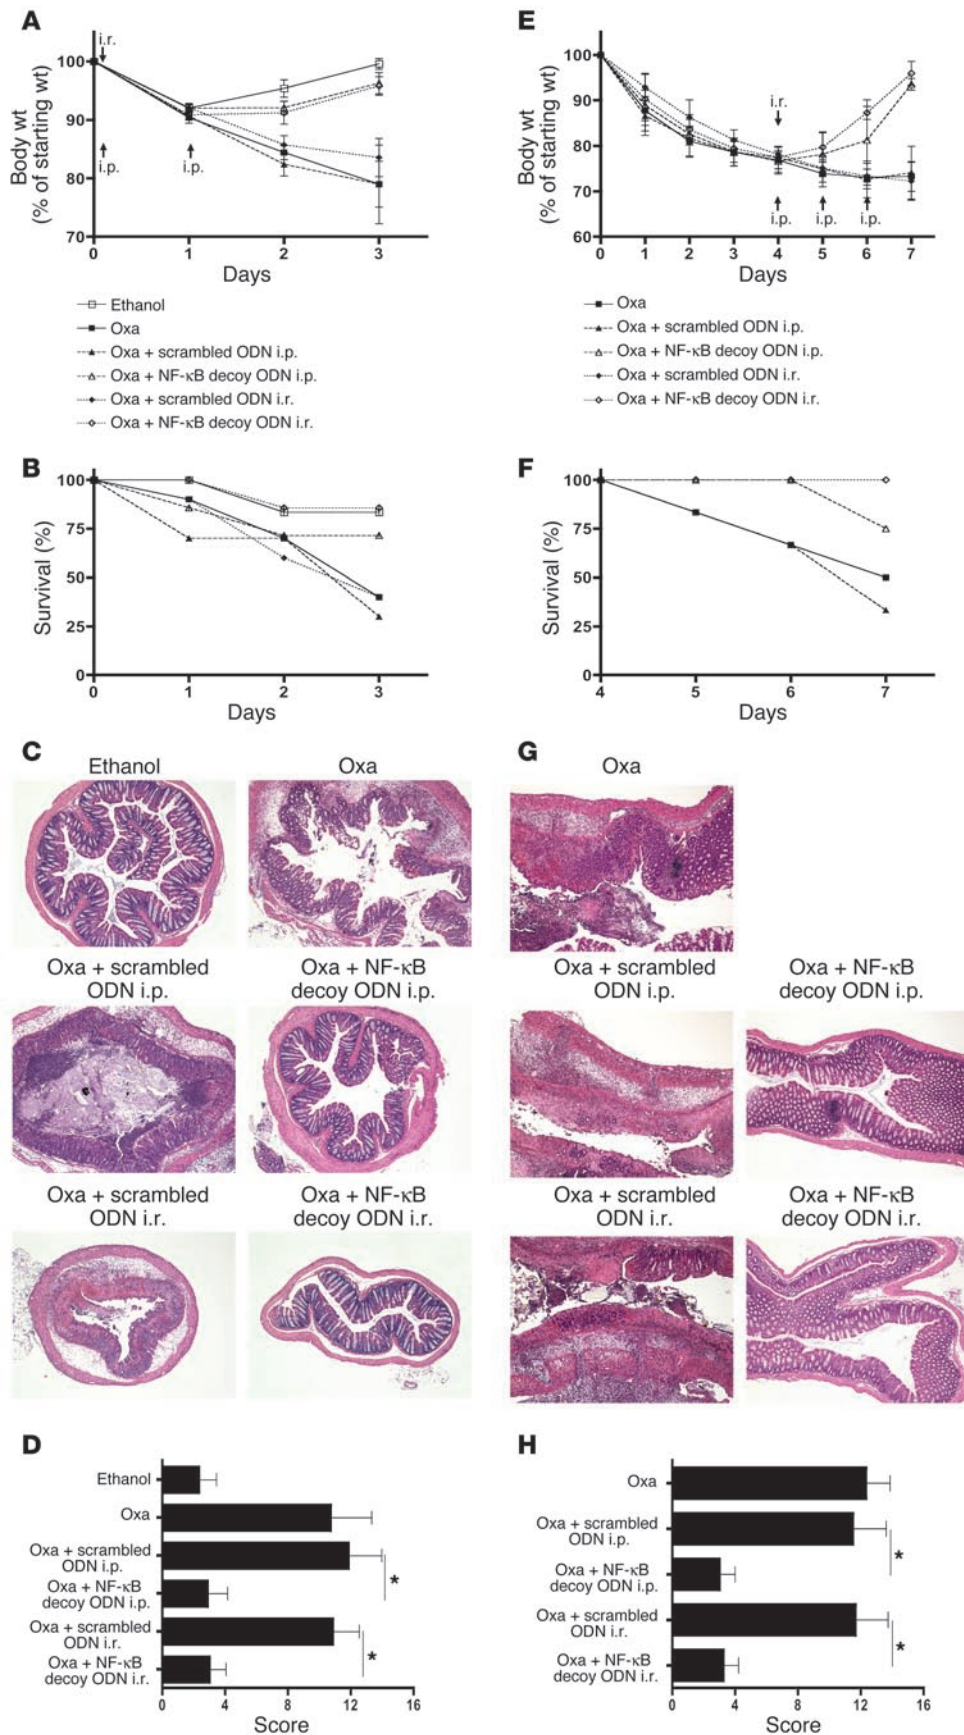 A
i.r.
Body wt
(% of starting wt)
100
90
80
70
i.p.
i.p.
0
1
2
3
Days
Ethanol
Oxa
Oxa + scrambled ODN i.p.
Oxa + NF-κB decoy ODN i.p.
Oxa + scrambled ODN i.r.
Oxa + NF-κB decoy ODN i.r.
E
Body wt
(% of starting wt)
100
90
80
70
60
i.r.
i.p.
i.p.
i.p.
0
1
2
3
4
5
6
7
Days
Oxa
Oxa + scrambled ODN i.p.
Oxa + NF-κB decoy ODN i.p.
Oxa + scrambled ODN i.r.
Oxa + NF-κB decoy ODN i.r.
B
Survival (%)
100
75
50
25
0
0
1
2
3
Days
F
Survival (%)
100
75
50
25
0
4
5
6
7
Days
C
Ethanol
Oxa
Oxa + scrambled
ODN i.p.
Oxa + NF-κB
decoy ODN i.p.
Oxa + scrambled
ODN i.r.
Oxa + NF-κB
decoy ODN i.r.
G
Oxa
Oxa + scrambled
ODN i.p.
Oxa + NF-κB
decoy ODN i.p.
Oxa + scrambled
ODN i.r.
Oxa + NF-κB
decoy ODN i.r.
D
Ethanol
Oxa
Oxa + scrambled
ODN i.p.
*
Oxa + NF-κB
decoy ODN i.p.
Oxa + scrambled
ODN i.r.
*
Oxa + NF-κB
decoy ODN i.r.
0
4
8
12
16
Score
H
Oxa
Oxa + scrambled
ODN i.p.
*
Oxa + NF-κB
decoy ODN i.p.
Oxa + scrambled
ODN i.r.
*
Oxa + NF-κB
decoy ODN i.r.
0
4
8
12
16
Score